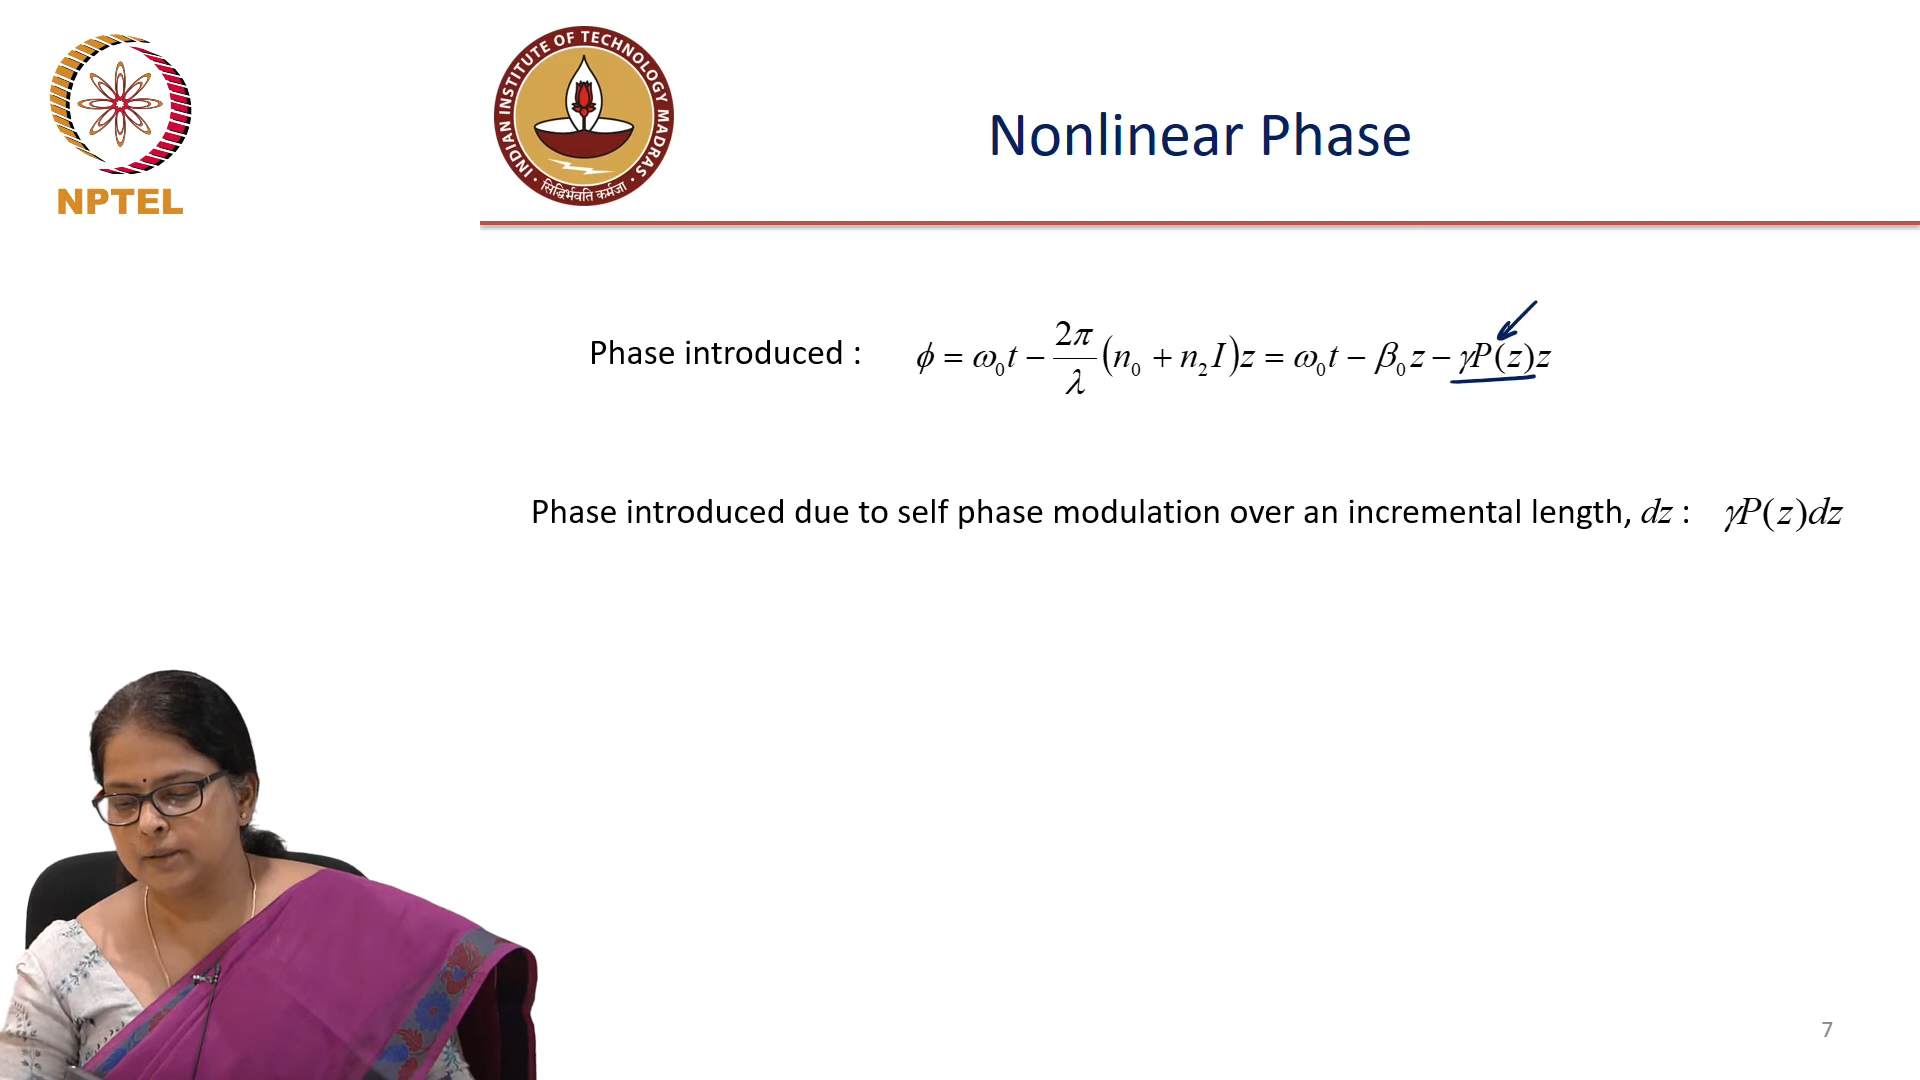 NPTEL
INDIAN INSTITUTE OF TECHNOLOGY MADRAS
सिद्धिर्भवति कर्मजा
Nonlinear Phase
Phase introduced : ϕ = ω₀t − 2π/λ (n₀ + n₂I)z = ω₀t − β₀z − γP(z)z
Phase introduced due to self phase modulation over an incremental length, dz : γP(z)dz
7